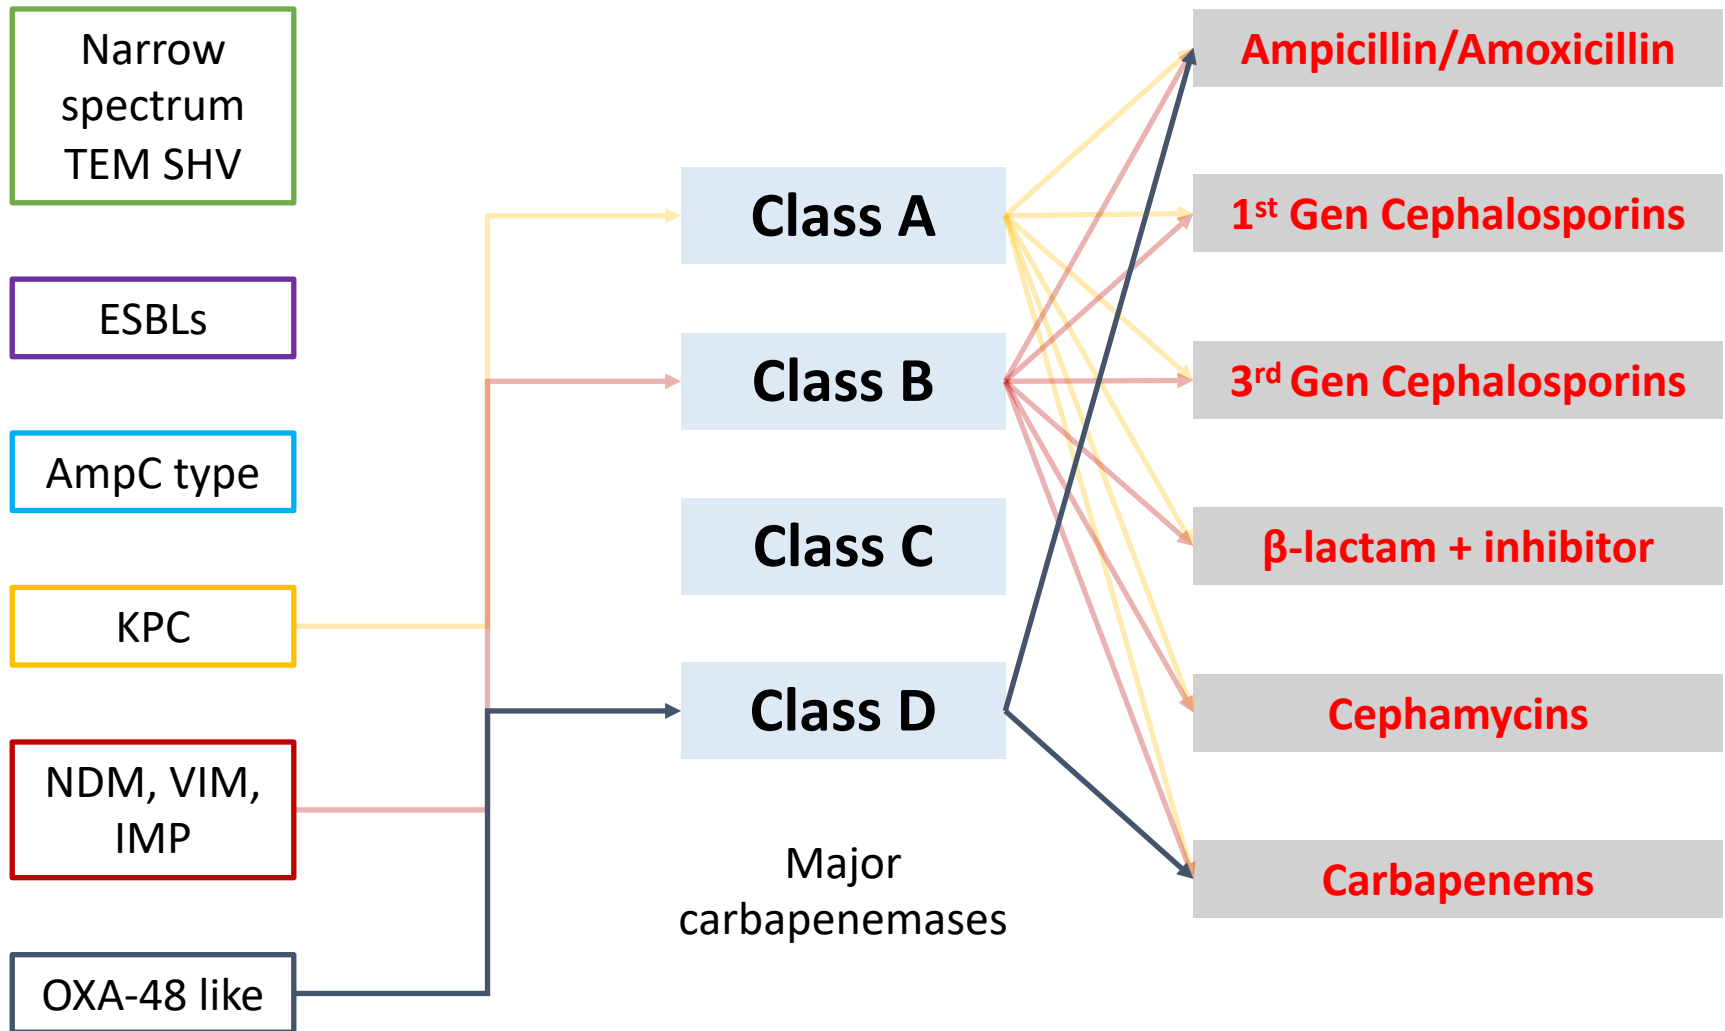 Narrow
spectrum
TEM SHV
ESBLs
AmpC type
KPC
NDM, VIM,
IMP
OXA-48 like
Class A
Class B
Class C
Class D
Major
carbapenemases
Ampicillin/Amoxicillin
1st Gen Cephalosporins
3rd Gen Cephalosporins
β-lactam + inhibitor
Cephamycins
Carbapenems